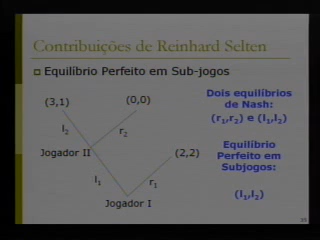 Contribuições de Reinhard Selten
Equilíbrio Perfeito em Sub-jogos
(3,1)
(0,0)
Dois equilíbrios
de Nash:
(r₁,r₂) e (l₁,l₂)
l₂
r₂
Jogador II
(2,2)
Equilíbrio
Perfeito em
Subjogos:
l₁
r₁
(l₁,l₂)
Jogador I